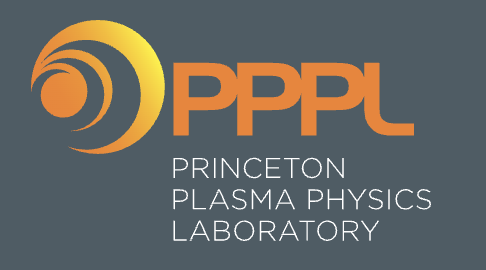 PPPL
PRINCETON
PLASMA PHYSICS
LABORATORY